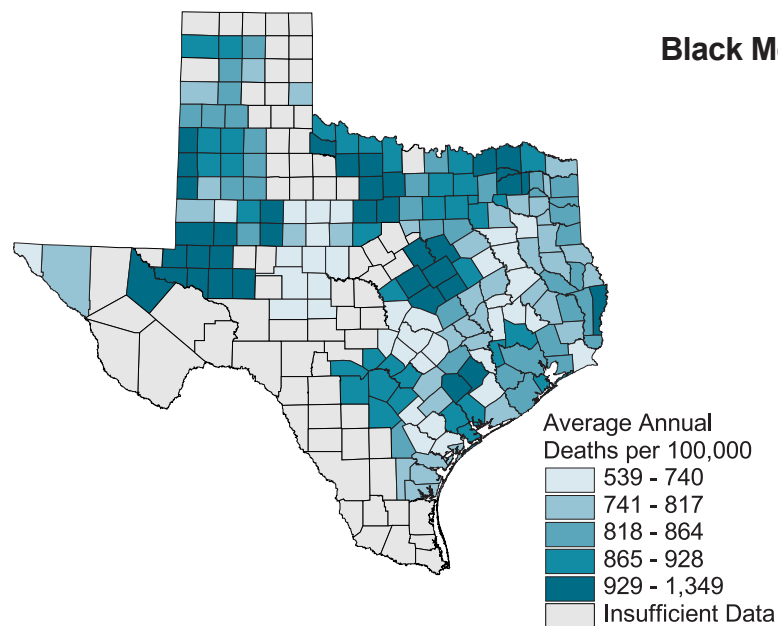 Black M
Average Annual
Deaths per 100,000
539 - 740
741 - 817
818 - 864
865 - 928
929 - 1,349
Insufficient Data